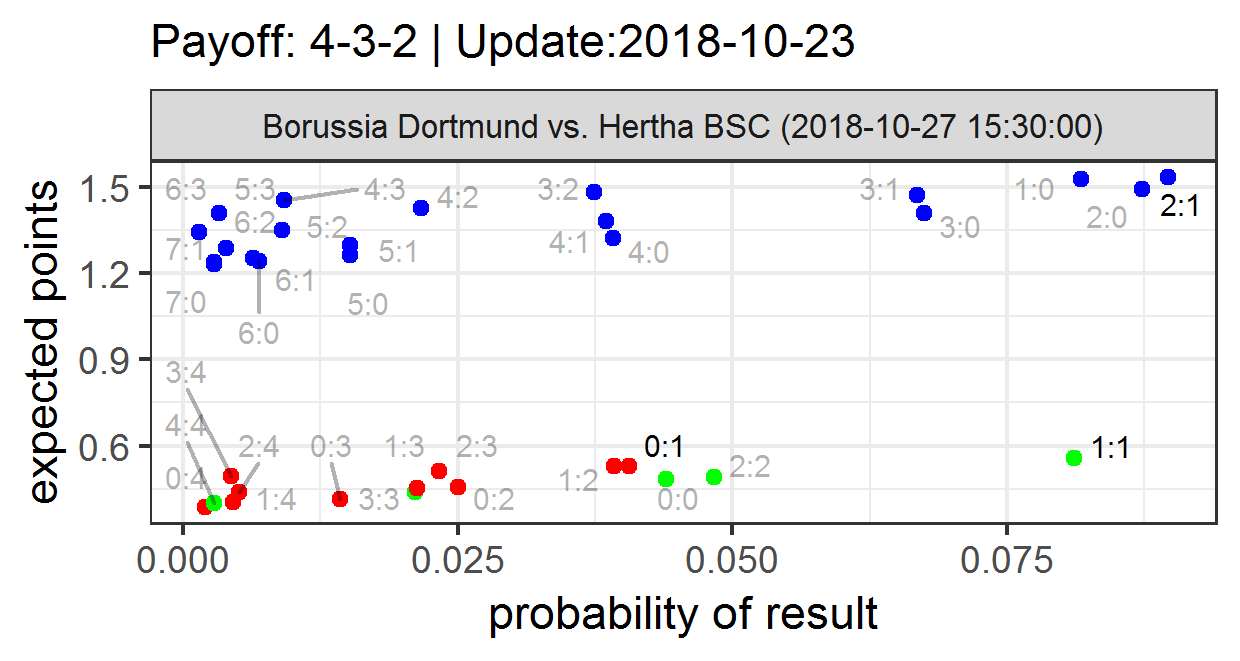 Payoff: 4-3-2 | Update:2018-10-23
Borussia Dortmund vs. Hertha BSC (2018-10-27 15:30:00)
expected points
1.5
1.2
0.9
0.6
6:3 5:3 4:3 4:2 3:2 3:1 1:0 2:1
6:2 5:2 3:0 2:0
7:1 5:1 4:1 4:0
6:1
7:0 5:0
6:0
3:4
4:4 2:4 0:3 1:3 2:3 0:1 1:1
0:4 1:2 2:2
1:4 3:3 0:2 0:0
0.000 0.025 0.050 0.075
probability of result